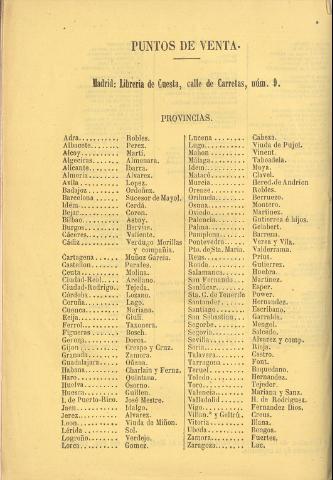 PUNTOS DE VENTA.
Madrid: Librería de Cuesta, calle de Carretas, núm. 9.
PROVINCIAS.
Adra.......... Robles.
Albacete....... Perez.
Alcoy.......... Martí.
Algeciras...... Almenara.
Alicante....... Ibarra.
Almería........ Alvarez.
Avila.......... Lopez.
Badajoz........ Ordoñez.
Barcelona...... Sucesor de Mayol.
Idem........... Cerdá.
Bejar.......... Coron.
Bilbao......... Astuy.
Burgos......... Hervias.
Cáceres........ Valiente.
Cádiz.......... Verdugo Morillas
y compañia.
Cartagena...... Muñoz García.
Castellon...... Perales.
Ceuta.......... Molina.
Ciudad-Real.... Arellano.
Ciudad-Rodrigo. Tejeda.
Córdoba........ Lozano.
Coruña......... Lago.
Cuenca......... Mariana.
Ecija.......... Giuli.
Ferrol......... Taxonera.
Figueras....... Bosch.
Gerona......... Dorca.
Gijon.......... Crespo y Cruz.
Granada........ Zamora.
Guadalajara.... Oñana.
Habana......... Charlain y Fernz.
Haro........... Quintana.
Huelva......... Osorno.
Huesca......... Guillen.
I. de Puerto-Rico. José Mestre.
Jaen........... Idalgo.
Jerez.......... Alvarez.
Leon........... Viuda de Miñon.
Lérida......... Sol.
Logroño........ Verdejo.
Lorca.......... Gomez.
Lucena......... Cabeza.
Lugo........... Viuda de Pujol.
Mahon.......... Vinent.
Málaga......... Taboadela.
Idem........... Moya.
Mataró......... Clavel.
Murcia......... Hered. de Andrion
Orense......... Robles.
Orihuela....... Berruezo.
Osuna.......... Montero.
Oviedo......... Martinez.
Palencia....... Gutierrez é hijos.
Palma.......... Gelabert.
Pamplona....... Barrena.
Pontevedra..... Verea y Vila.
Pto. de Sta. María. Valderrama.
Reus........... Prius.
Ronda.......... Gutierrez.
Salamanca...... Huebra.
San Fernando... Martinez.
Sanlúcar....... Esper.
Sta. C. de Tenerife Power.
Santander...... Hernandez.
Santiago....... Escribano.
San Sebastian.. Garralda.
Segorbe........ Mengol.
Segovia........ Salcedo.
Sevilla........ Alvarez y comp.
Soria.......... Rioja.
Talavera....... Castro.
Tarragona...... Font.
Teruel......... Baquedano.
Toledo......... Hernandez.
Toro........... Tejedor.
Valencia....... Mariana y Sanz.
Valladolid..... H. de Rodriguez.
Vigo........... Fernandez Dios.
Villan.ª y Geltrú. Creus.
Vitoria........ Illana.
Ubeda.......... Bengoa.
Zamora......... Fuertes.
Zaragoza....... Lac.